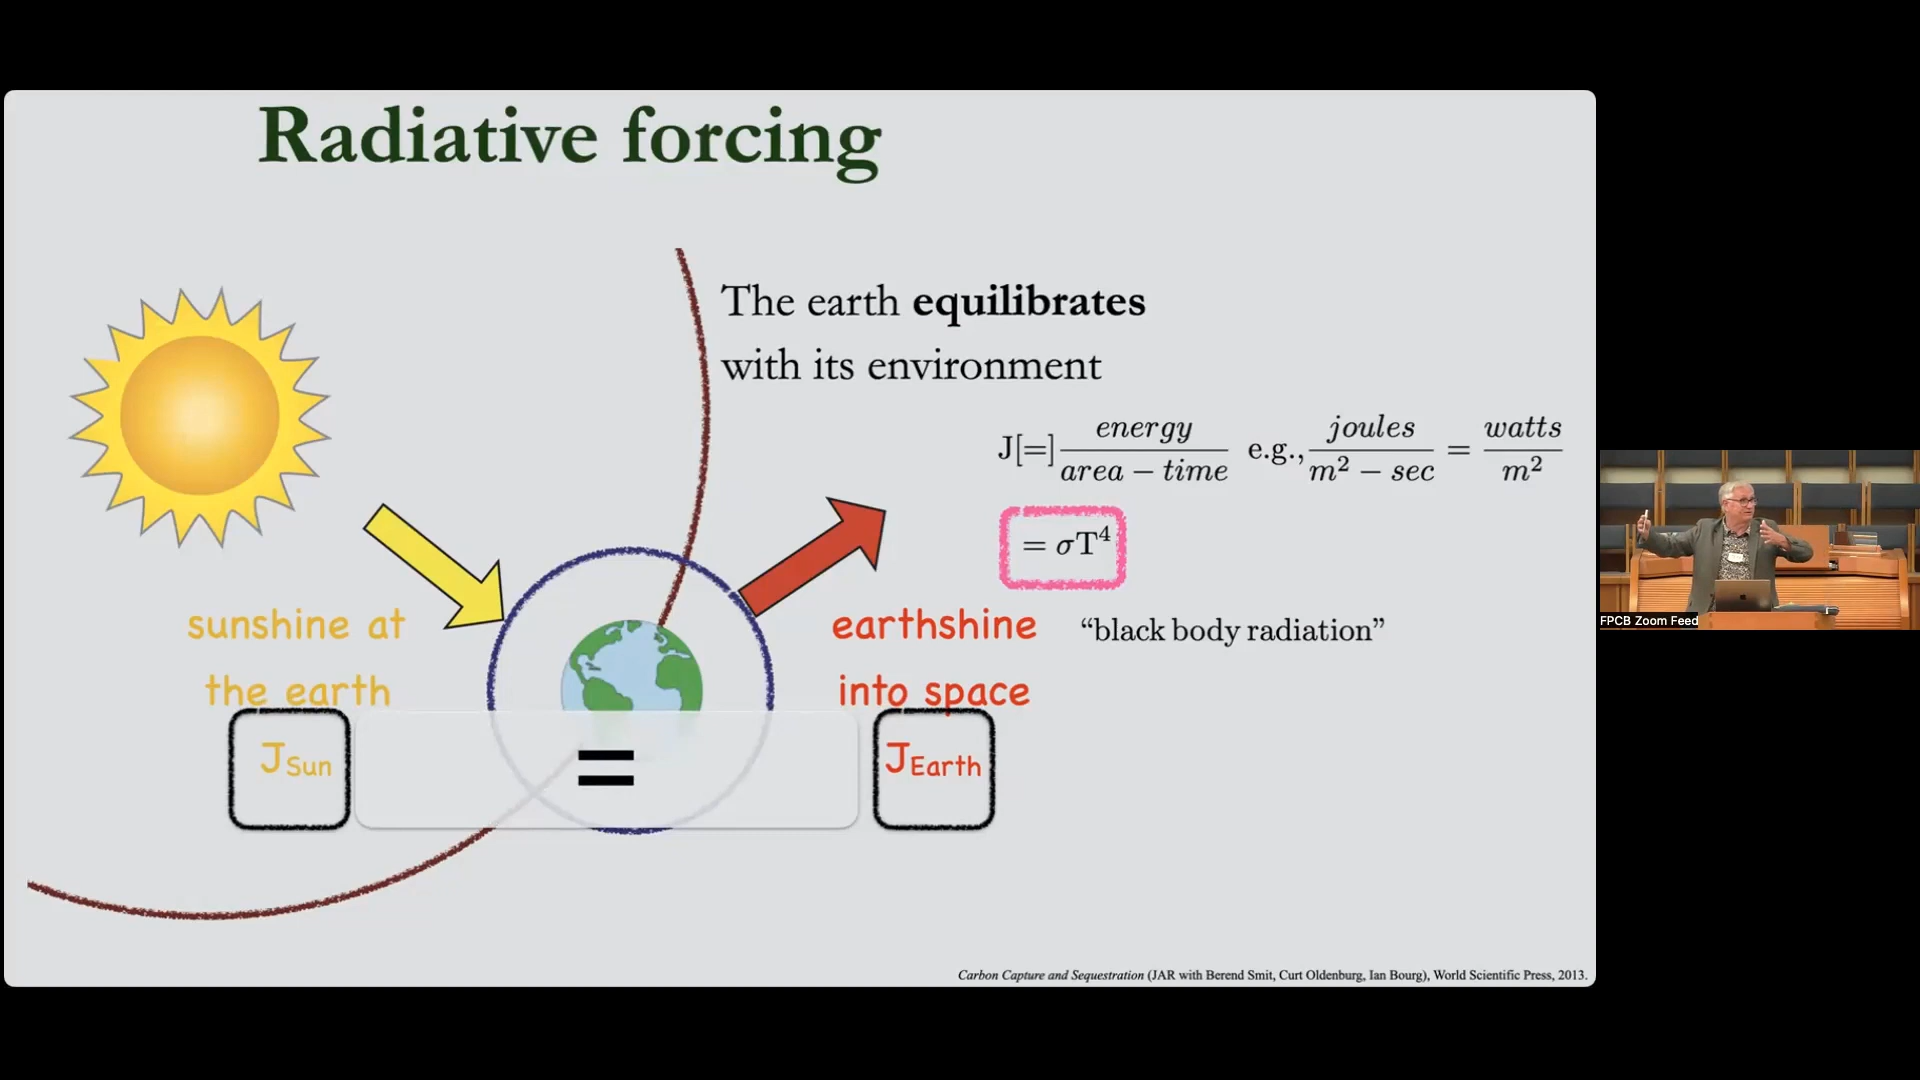 Radiative forcing
The earth equilibrates
with its environment
J[=] energy / area − time e.g., joules / m² − sec = watts / m²
= σT⁴
sunshine at
the earth
earthshine
into space
"black body radiation"
J Sun = J Earth
Carbon Capture and Sequestration (JAR with Berend Smit, Curt Oldenburg, Ian Bourg), World Scientific Press, 2013.
FPCB Zoom Feed